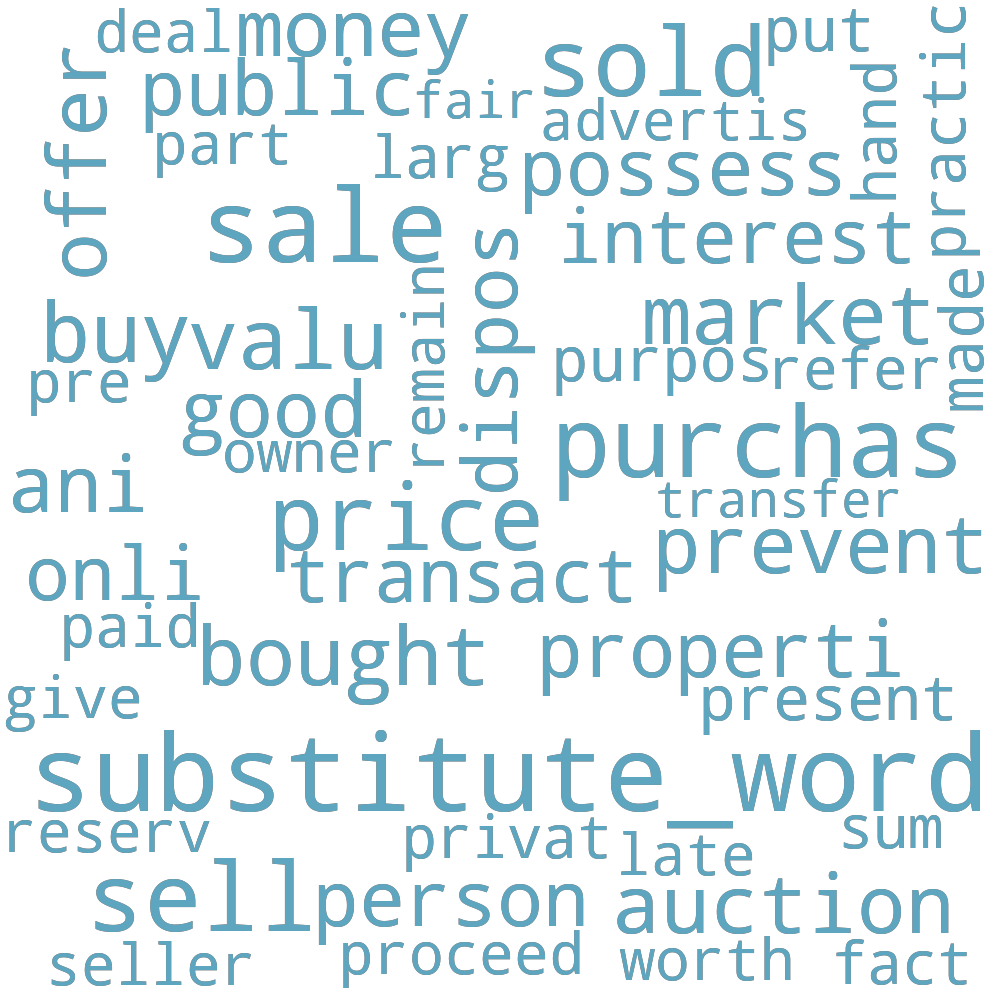 deal money put
public fair sold
offer part larg advertis hand practic
possess
sale interest
dispos
remain market made
buy valu purpos refer
pre good
owner purchas
ani price transfer
prevent
onli transact
paid bought properti
give present
substitute_word
reserv privat late sum
sell person auction
seller proceed worth fact